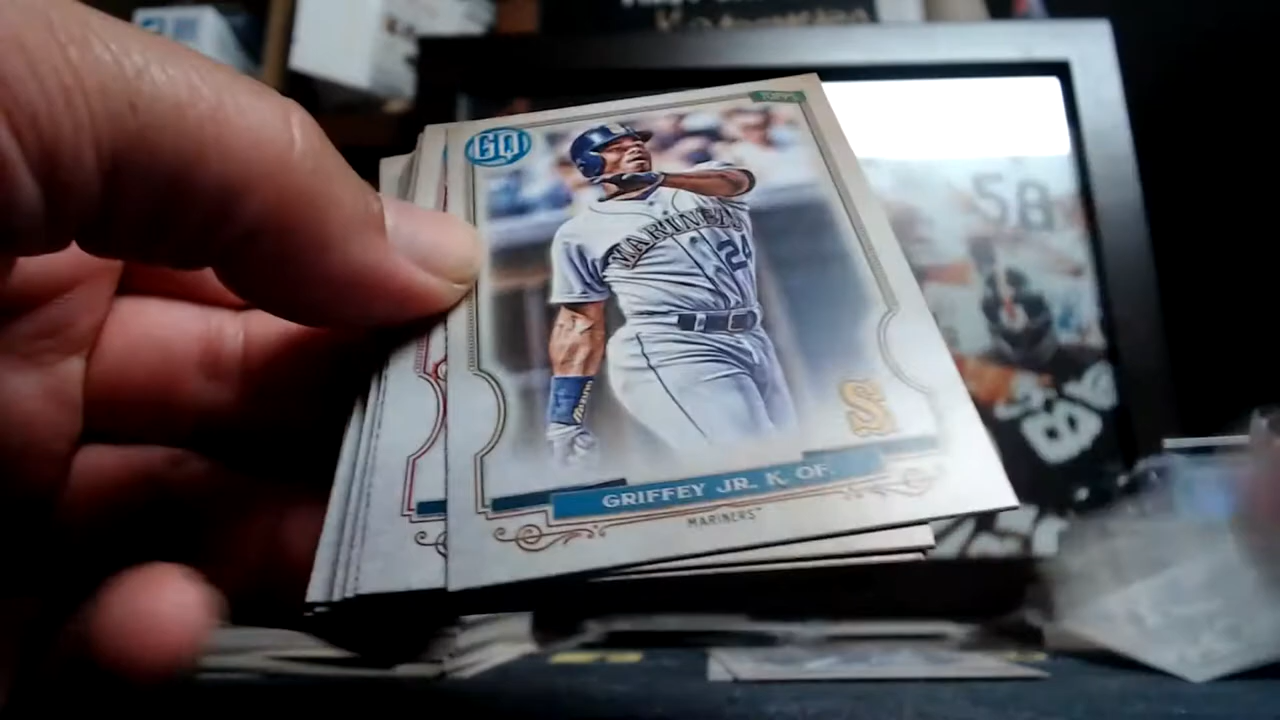 TOPPS
GQ
MARINERS
24
S
GRIFFEY JR. K. OF.
MARINERS